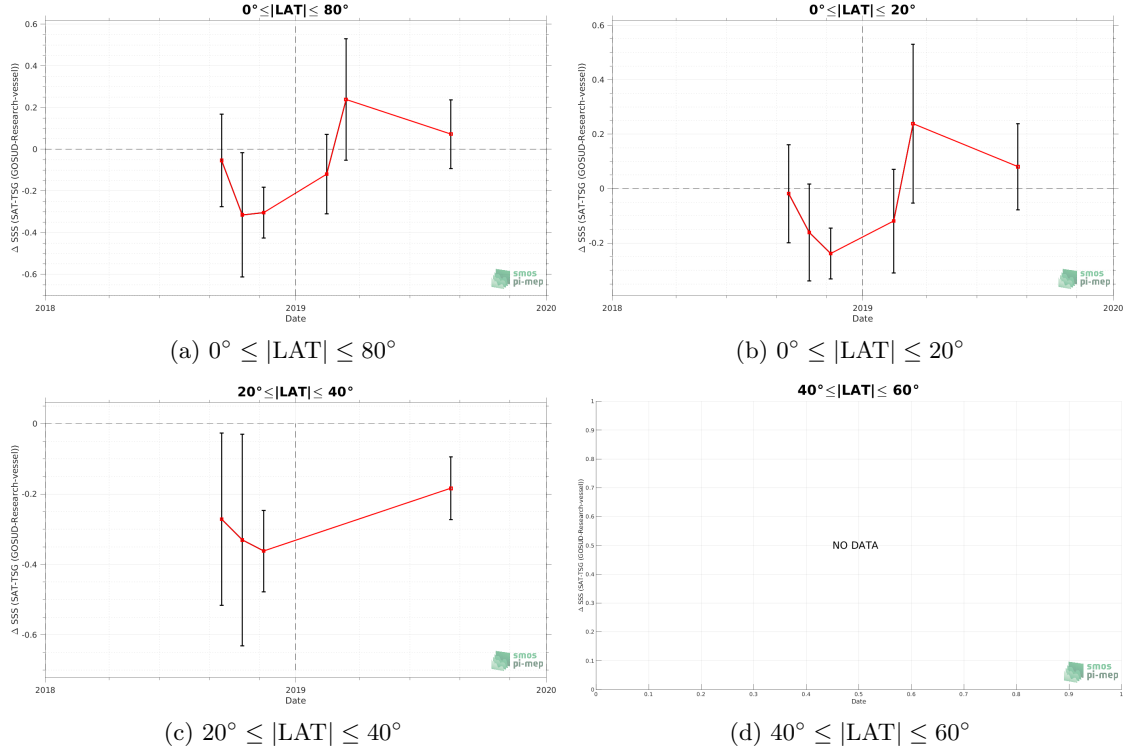 0°≤|LAT|≤ 80°
Δ SSS (SAT-TSG (GOSUD-Research-vessel))
0.6
0.4
0.2
0
-0.2
-0.4
-0.6
smos
pi-mep
2018
2019
2020
Date
(a) 0° ≤ |LAT| ≤ 80°
0°≤|LAT|≤ 20°
Δ SSS (SAT-TSG (GOSUD-Research-vessel))
0.6
0.4
0.2
0
-0.2
smos
pi-mep
2018
2019
2020
Date
(b) 0° ≤ |LAT| ≤ 20°
20°≤|LAT|≤ 40°
Δ SSS (SAT-TSG (GOSUD-Research-vessel))
0
-0.2
-0.4
-0.6
smos
pi-mep
2018
2019
2020
Date
(c) 20° ≤ |LAT| ≤ 40°
40°≤|LAT|≤ 60°
Δ SSS (SAT-TSG (GOSUD-Research-vessel))
1
0.9
0.8
0.7
0.6
0.5
0.4
0.3
0.2
0.1
0
NO DATA
smos
pi-mep
0 0.1 0.2 0.3 0.4 0.5 0.6 0.7 0.8 0.9 1
Date
(d) 40° ≤ |LAT| ≤ 60°